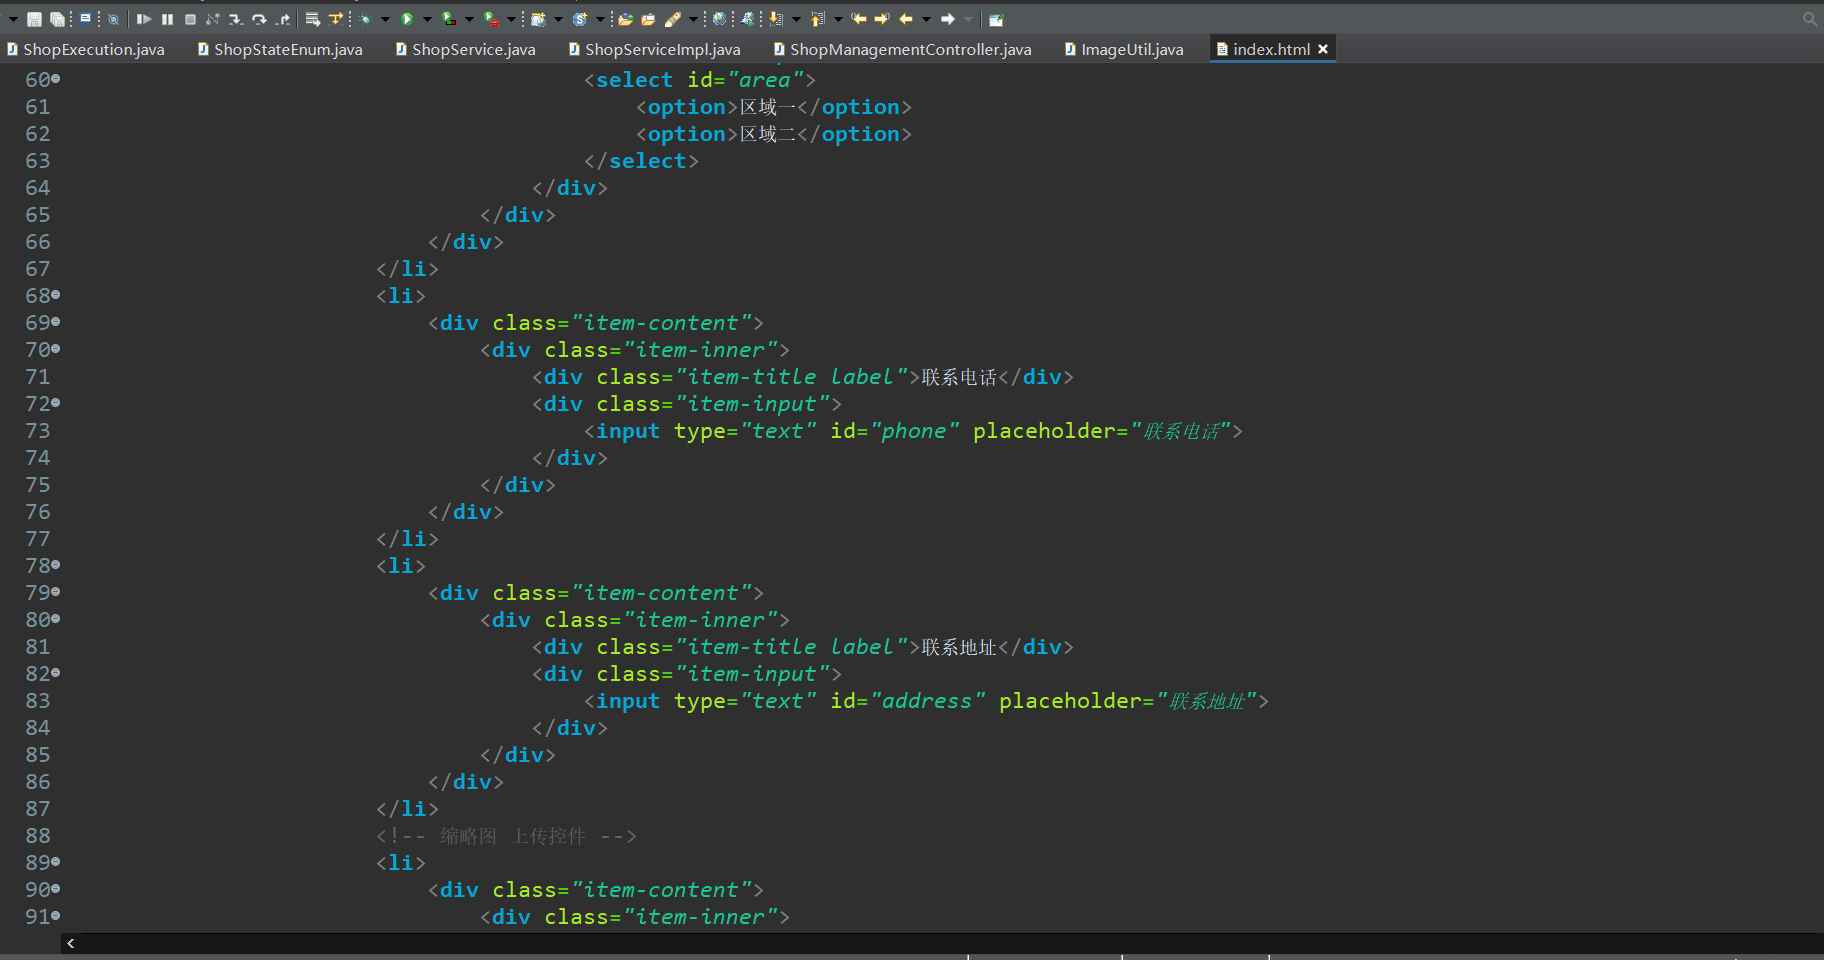 ShopExecution.java ShopStateEnum.java ShopService.java ShopServiceImpl.java ShopManagementController.java ImageUtil.java index.html
60 <select id="area">
61 <option>区域一</option>
62 <option>区域二</option>
63 </select>
64 </div>
65 </div>
66 </div>
67 </li>
68 <li>
69 <div class="item-content">
70 <div class="item-inner">
71 <div class="item-title label">联系电话</div>
72 <div class="item-input">
73 <input type="text" id="phone" placeholder="联系电话">
74 </div>
75 </div>
76 </div>
77 </li>
78 <li>
79 <div class="item-content">
80 <div class="item-inner">
81 <div class="item-title label">联系地址</div>
82 <div class="item-input">
83 <input type="text" id="address" placeholder="联系地址">
84 </div>
85 </div>
86 </div>
87 </li>
88 <!-- 缩略图 上传控件 -->
89 <li>
90 <div class="item-content">
91 <div class="item-inner">